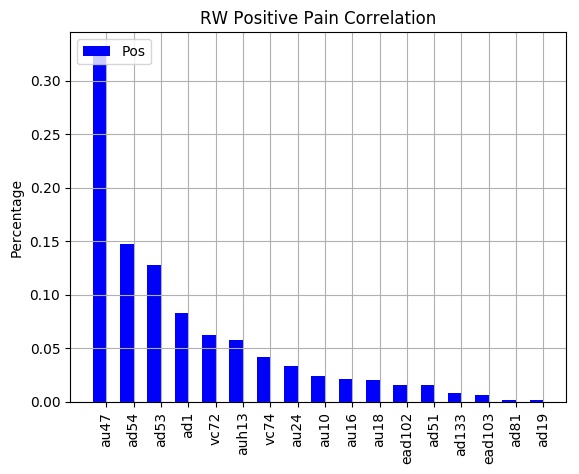 RW Positive Pain Correlation
Pos
Percentage
0.30
0.25
0.20
0.15
0.10
0.05
0.00
au47
ad54
ad53
ad1
vc72
auh13
vc74
au24
au10
au16
au18
ead102
ad51
ad133
ead103
ad81
ad19